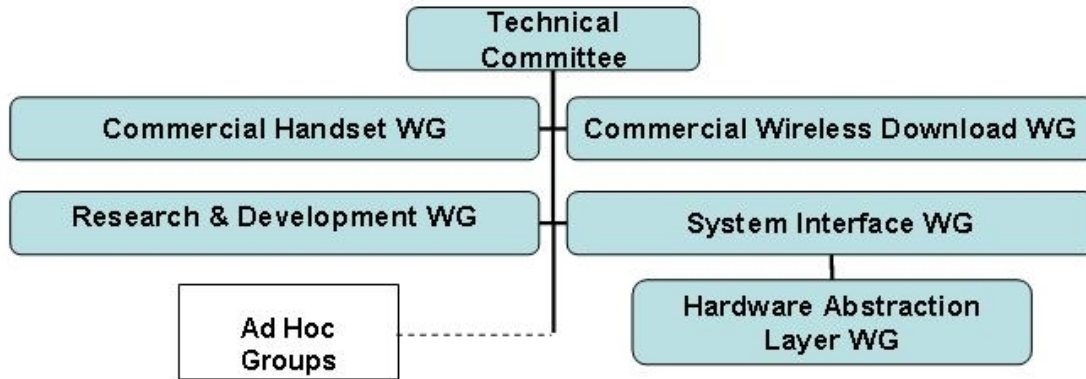 Technical
Committee
Commercial Handset WG
Commercial Wireless Download WG
Research & Development WG
System Interface WG
Ad Hoc
Groups
Hardware Abstraction
Layer WG